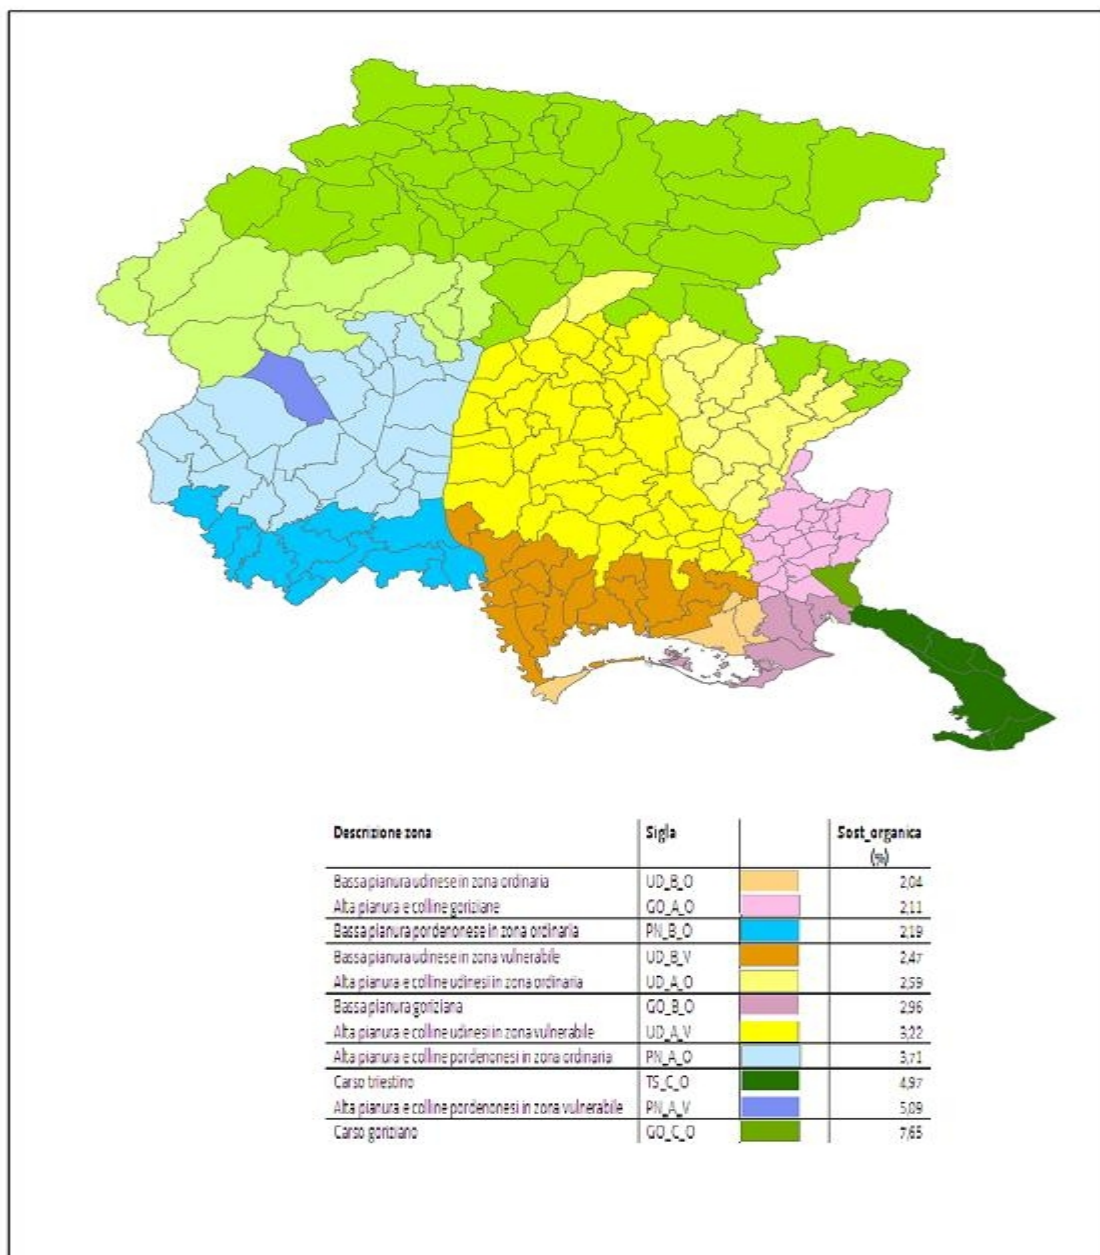 Descrizione zona Sigla Sost_organica
(%)
Bassa pianura udinese in zona ordinaria UD_B_O 2,04
Alta pianura e colline goriziane GO_A_O 2,11
Bassa pianura pordenonese in zona ordinaria PN_B_O 2,19
Bassa pianura udinese in zona vulnerabile UD_B_V 2,47
Alta pianura e colline udinesi in zona ordinaria UD_A_O 2,59
Bassa pianura goriziana GO_B_O 2,96
Alta pianura e colline udinesi in zona vulnerabile UD_A_V 3,22
Alta pianura e colline pordenonesi in zona ordinaria PN_A_O 3,71
Carso triestino TS_C_O 4,97
Alta pianura e colline pordenonesi in zona vulnerabile PN_A_V 5,09
Carso goriziano GO_C_O 7,65